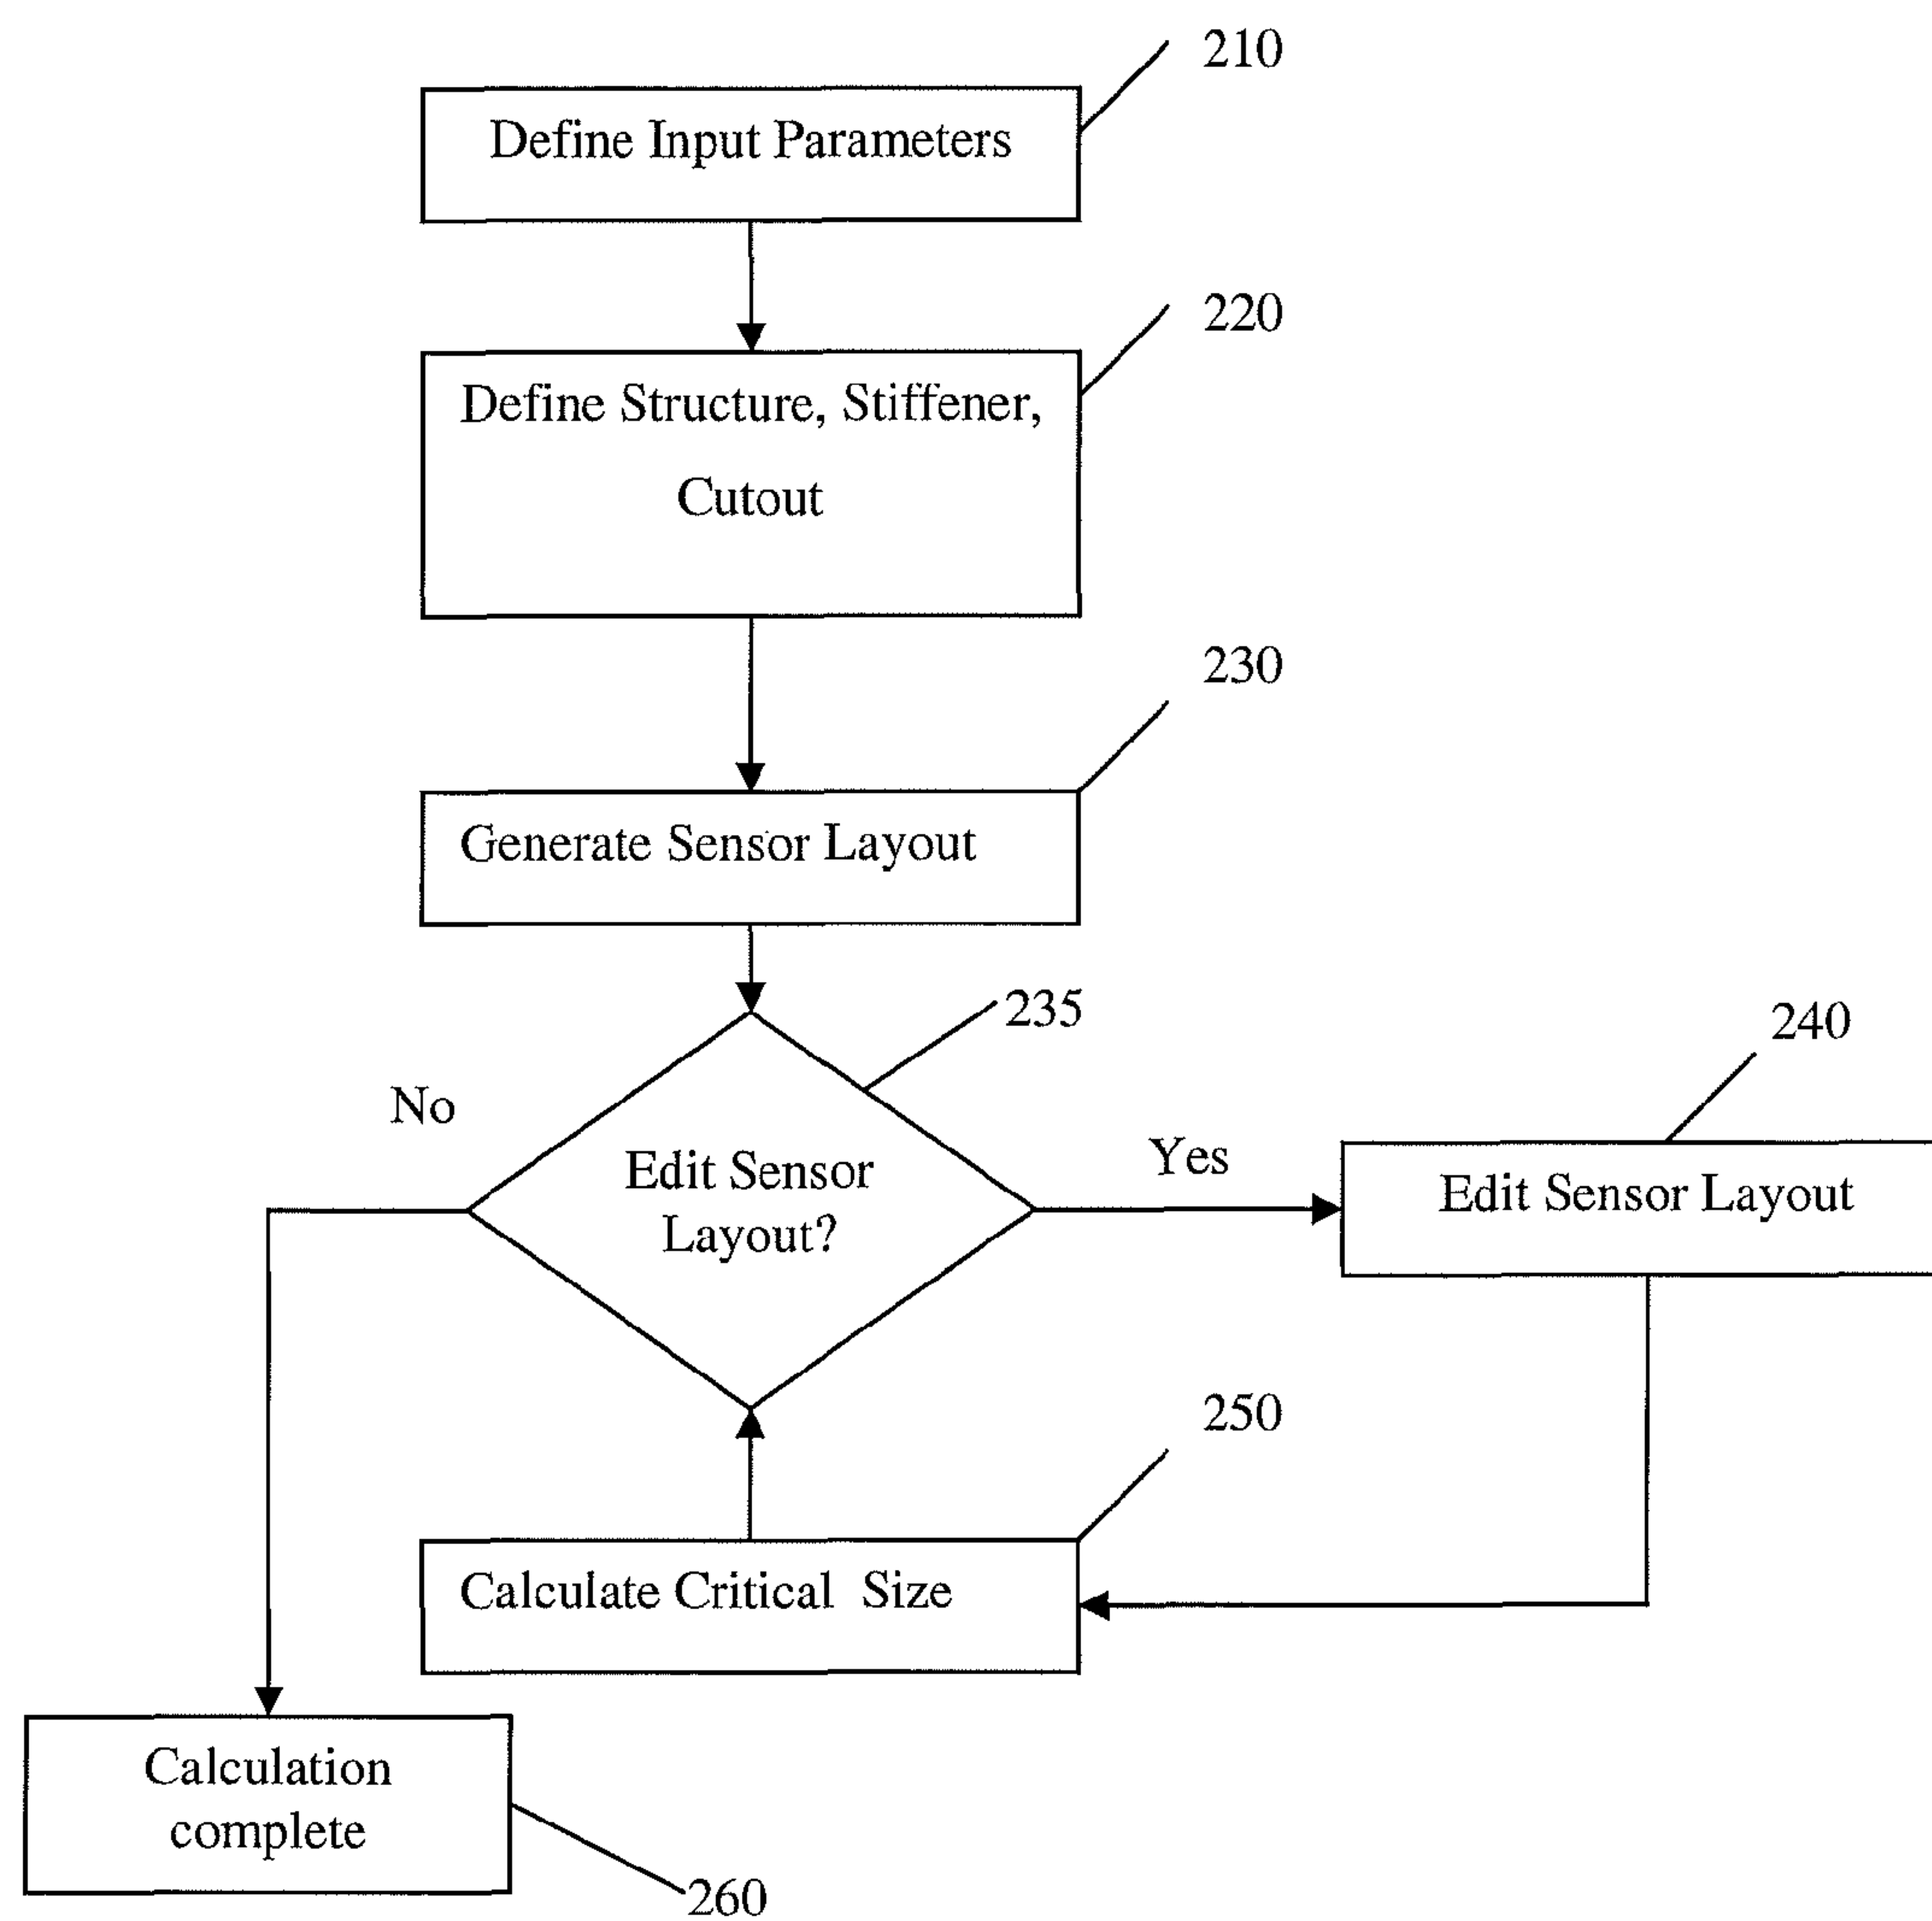 210
Define Input Parameters
220
Define Structure, Stiffener,
Cutout
230
Generate Sensor Layout
235
240
No
Yes
Edit Sensor
Layout?
Edit Sensor Layout
250
Calculate Critical Size
Calculation
complete
260